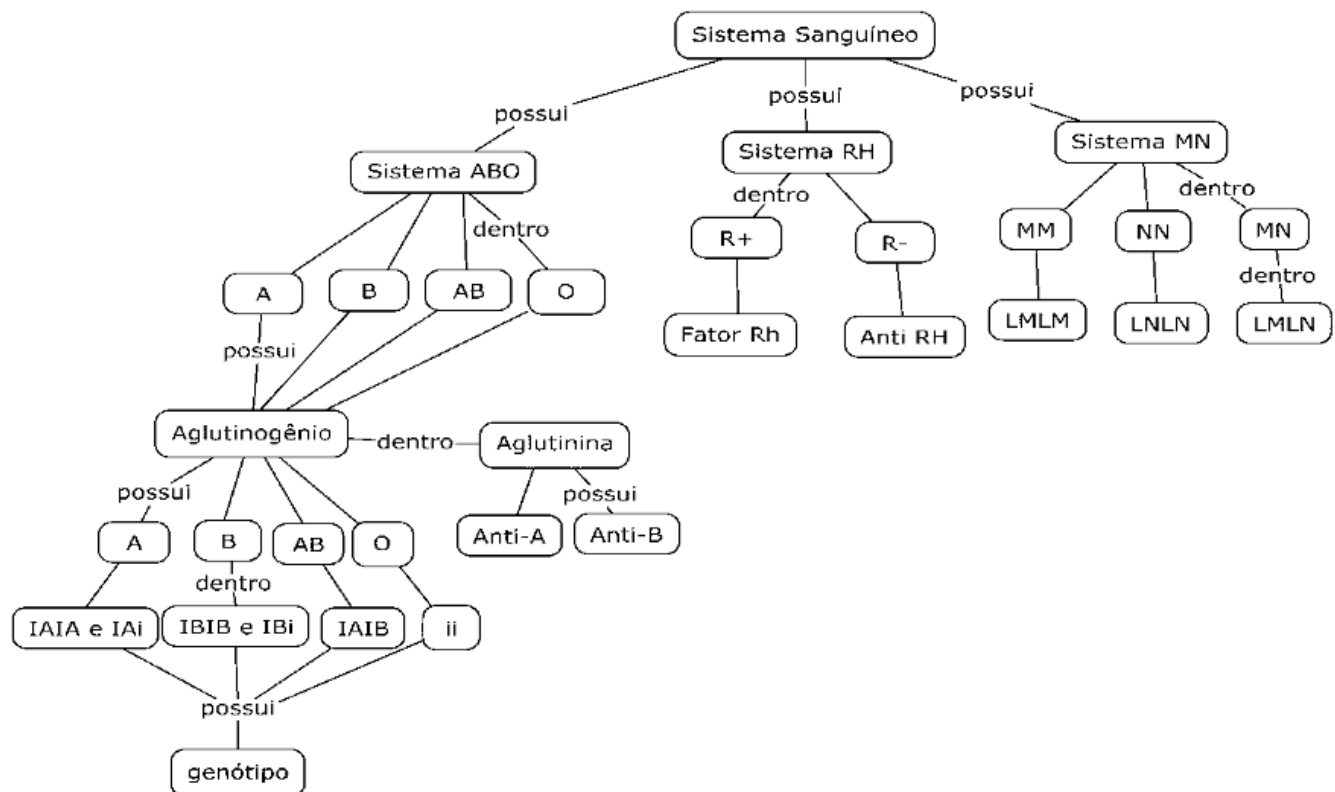 Sistema Sanguíneo
possui
possui
possui
Sistema ABO
Sistema RH
Sistema MN
dentro
dentro
dentro
A
B
AB
O
R+
R-
MM
NN
MN
dentro
Fator Rh
Anti RH
LMLM
LNLN
LMLN
possui
Aglutinogênio
dentro
Aglutinina
possui
possui
A
B
AB
O
Anti-A
Anti-B
dentro
IAIA e IAi
IBIB e IBi
IAIB
ii
possui
genótipo